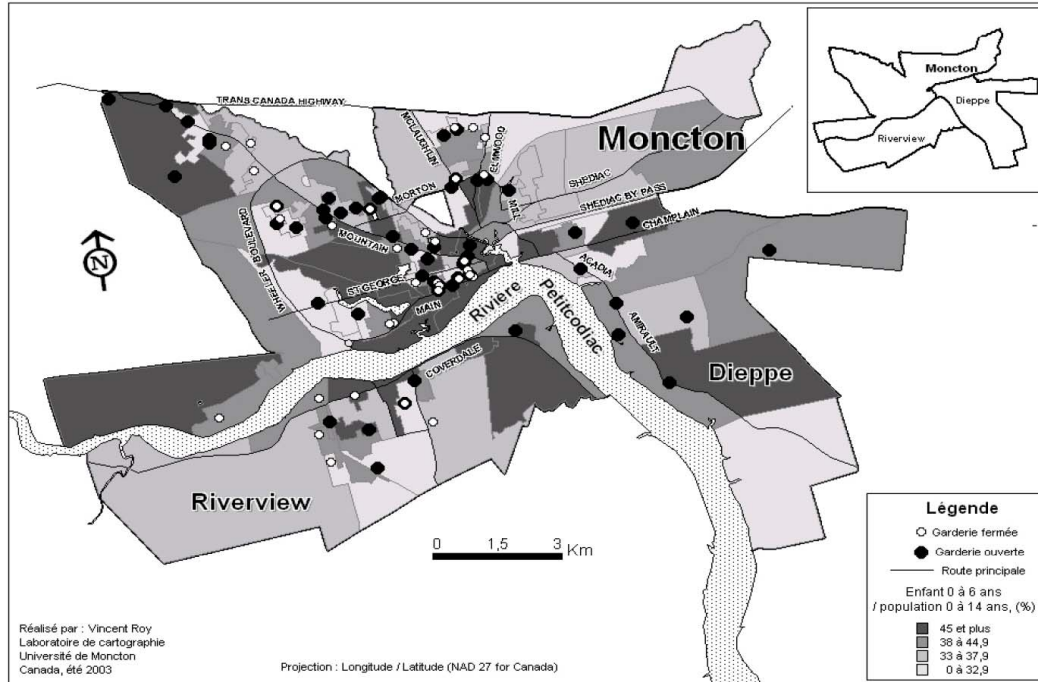 TRANS CANADA HIGHWAY
MCLAUGHLIN
ELMWOOD
Moncton
MORTON
MILL
SHEDIAC
SHEDIAC BY PASS
CHAMPLAIN
WHEELER BOULEVARD
MOUNTAIN
ST GEORGE
MAIN
ACADIA
AMIRAULT
Rivière
Petitcodiac
COVERDALE
Dieppe
Riverview
N
0 1,5 3 Km
Moncton
Dieppe
Riverview
Légende
Garderie fermée
Garderie ouverte
Route principale
Enfant 0 à 6 ans
/ population 0 à 14 ans, (%)
45 et plus
38 à 44,9
33 à 37,9
0 à 32,9
Réalisé par : Vincent Roy
Laboratoire de cartographie
Université de Moncton
Canada, été 2003
Projection : Longitude / Latitude (NAD 27 for Canada)